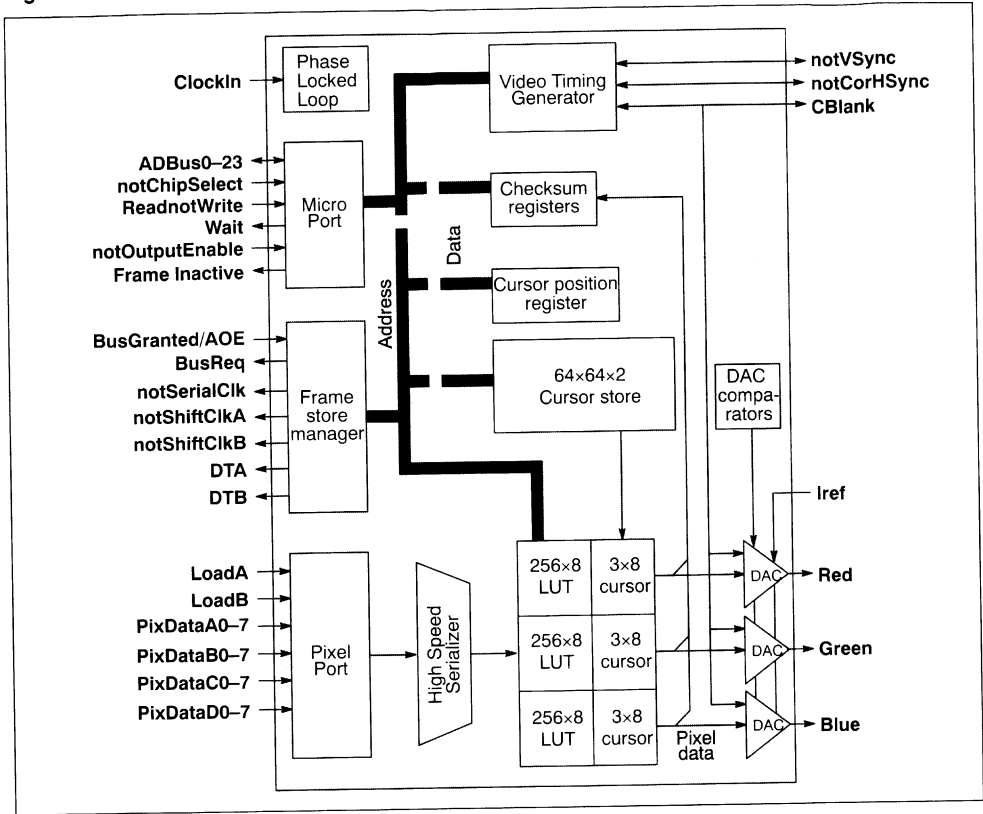 ClockIn
Phase
Locked
Loop
Video Timing
Generator
notVSync
notCorHSync
CBlank
ADBus0–23
notChipSelect
ReadnotWrite
Wait
notOutputEnable
Frame Inactive
Micro
Port
Checksum
registers
Data
Address
Cursor position
register
BusGranted/AOE
BusReq
notSerialClk
notShiftClkA
notShiftClkB
DTA
DTB
Frame
store
manager
64×64×2
Cursor store
DAC
compa-
rators
Iref
LoadA
LoadB
PixDataA0–7
PixDataB0–7
PixDataC0–7
PixDataD0–7
Pixel
Port
High Speed
Serializer
256×8
LUT
3×8
cursor
256×8
LUT
3×8
cursor
256×8
LUT
3×8
cursor
Pixel
data
DAC
Red
DAC
Green
DAC
Blue